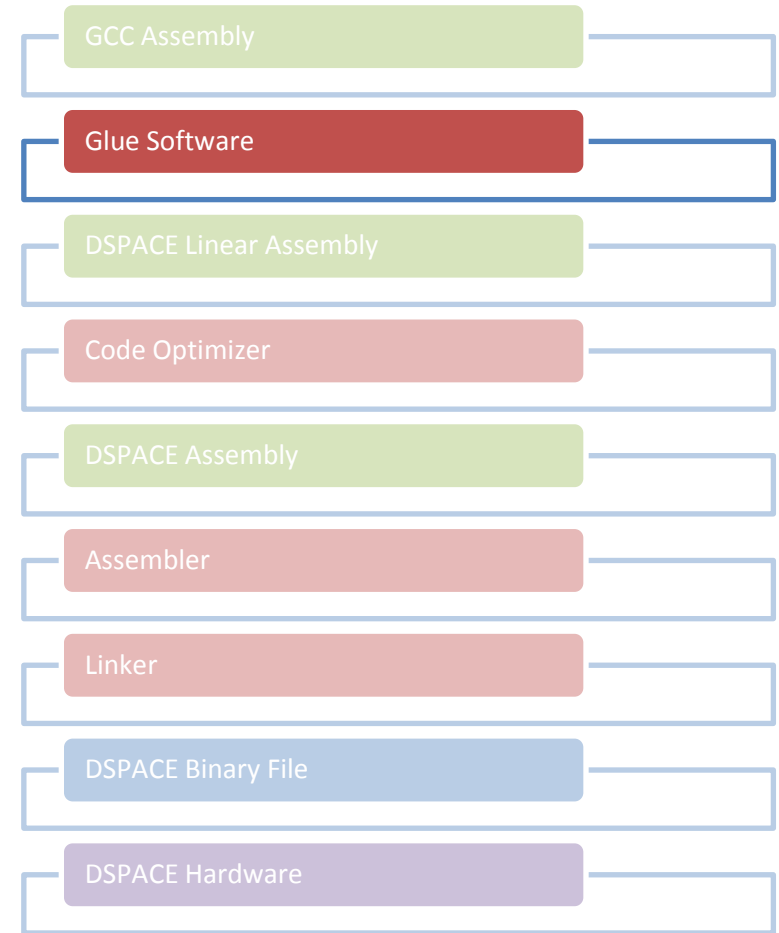 GCC Assembly
Glue Software
DSPACE Linear Assembly
Code Optimizer
DSPACE Assembly
Assembler
Linker
DSPACE Binary File
DSPACE Hardware